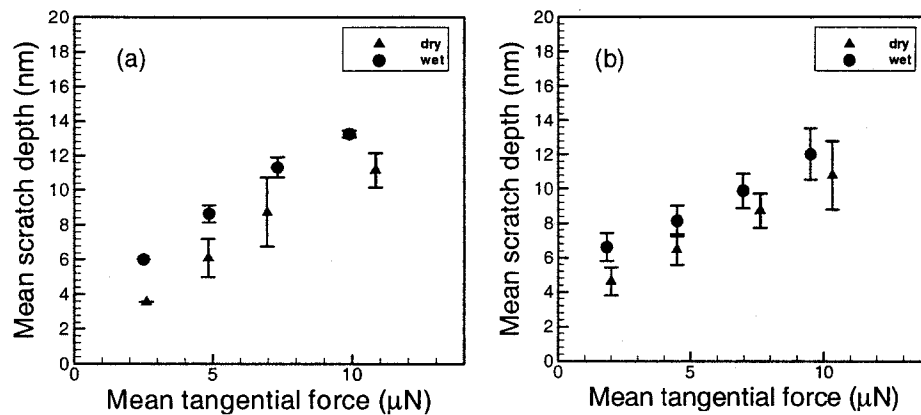 20
18
16
14
12
10
8
6
4
2
0
Mean scratch depth (nm)
(a)
dry
wet
0
5
10
Mean tangential force (μN)
20
18
16
14
12
10
8
6
4
2
0
Mean scratch depth (nm)
(b)
dry
wet
0
5
10
Mean tangential force (μN)